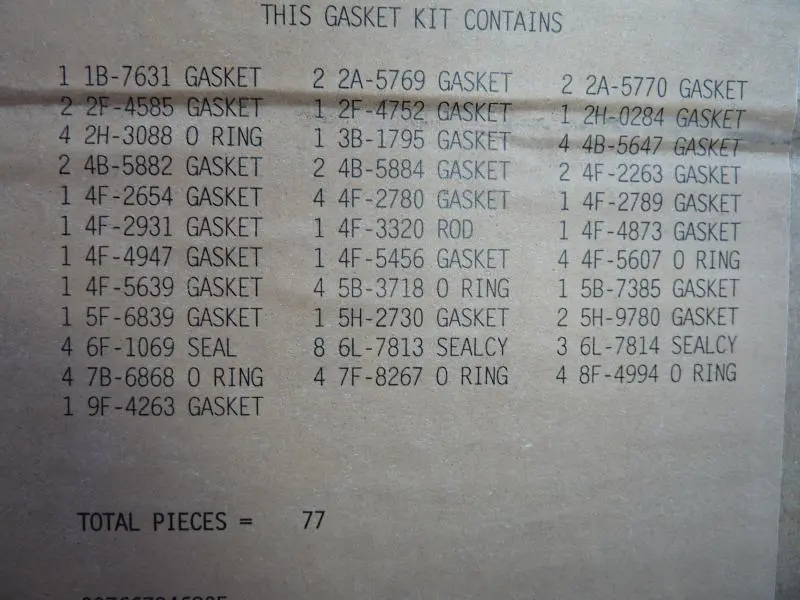 THIS GASKET KIT CONTAINS
1 1B-7631 GASKET 2 2A-5769 GASKET 2 2A-5770 GASKET
2 2F-4585 GASKET 1 2F-4752 GASKET 1 2H-0284 GASKET
4 2H-3088 O RING 1 3B-1795 GASKET 4 4B-5647 GASKET
2 4B-5882 GASKET 2 4B-5884 GASKET 2 4F-2263 GASKET
1 4F-2654 GASKET 4 4F-2780 GASKET 1 4F-2789 GASKET
1 4F-2931 GASKET 1 4F-3320 ROD 1 4F-4873 GASKET
1 4F-4947 GASKET 1 4F-5456 GASKET 4 4F-5607 O RING
1 4F-5639 GASKET 4 5B-3718 O RING 1 5B-7385 GASKET
1 5F-6839 GASKET 1 5H-2730 GASKET 2 5H-9780 GASKET
4 6F-1069 SEAL 8 6L-7813 SEALCY 3 6L-7814 SEALCY
4 7B-6868 O RING 4 7F-8267 O RING 4 8F-4994 O RING
1 9F-4263 GASKET
TOTAL PIECES = 77